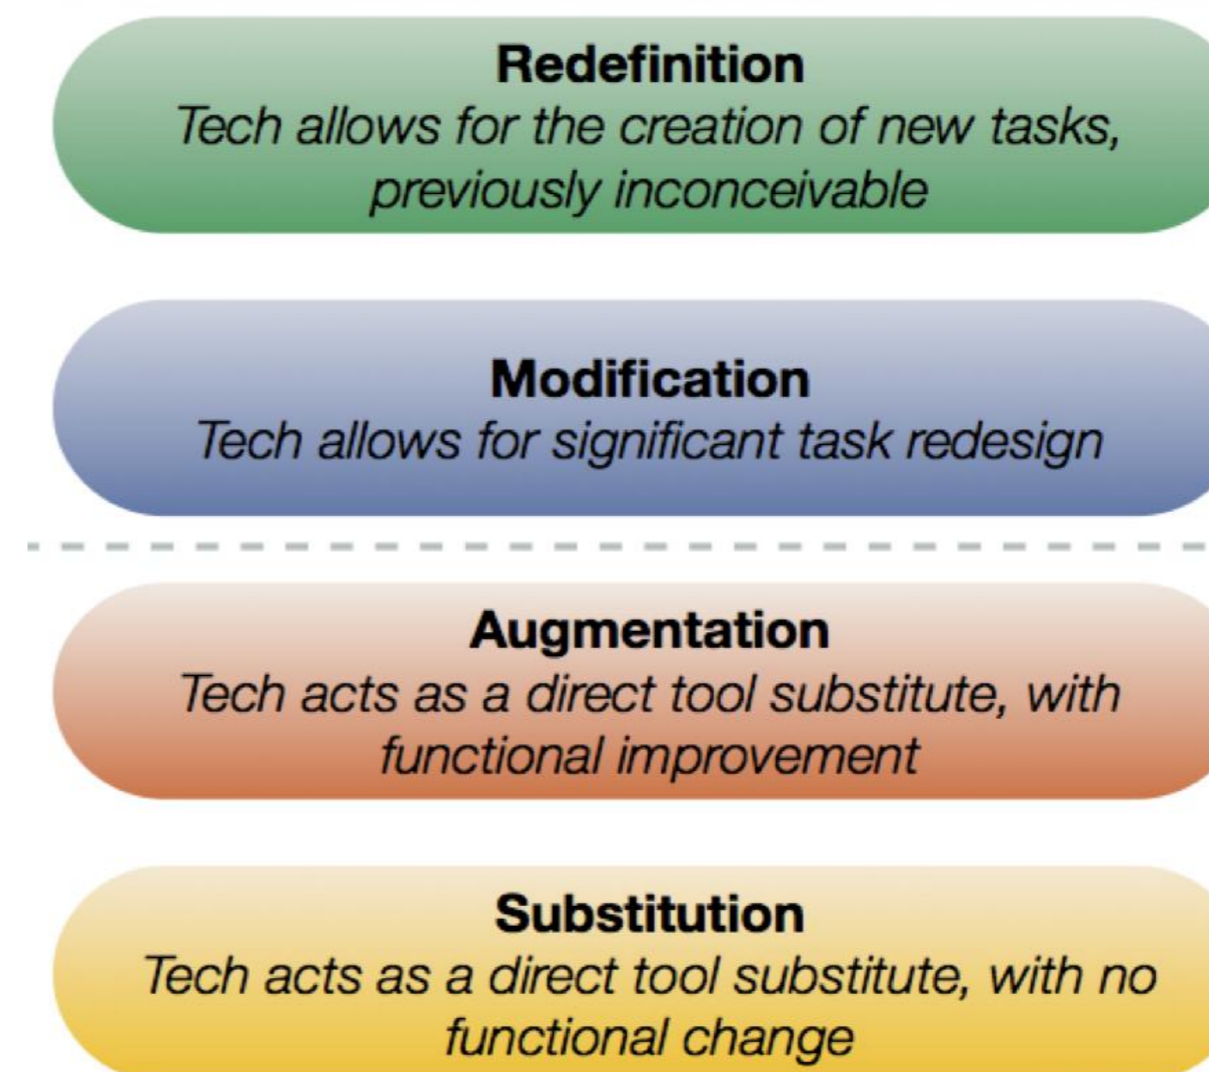 Redefinition
Tech allows for the creation of new tasks,
previously inconceivable
Modification
Tech allows for significant task redesign
Augmentation
Tech acts as a direct tool substitute, with
functional improvement
Substitution
Tech acts as a direct tool substitute, with no
functional change